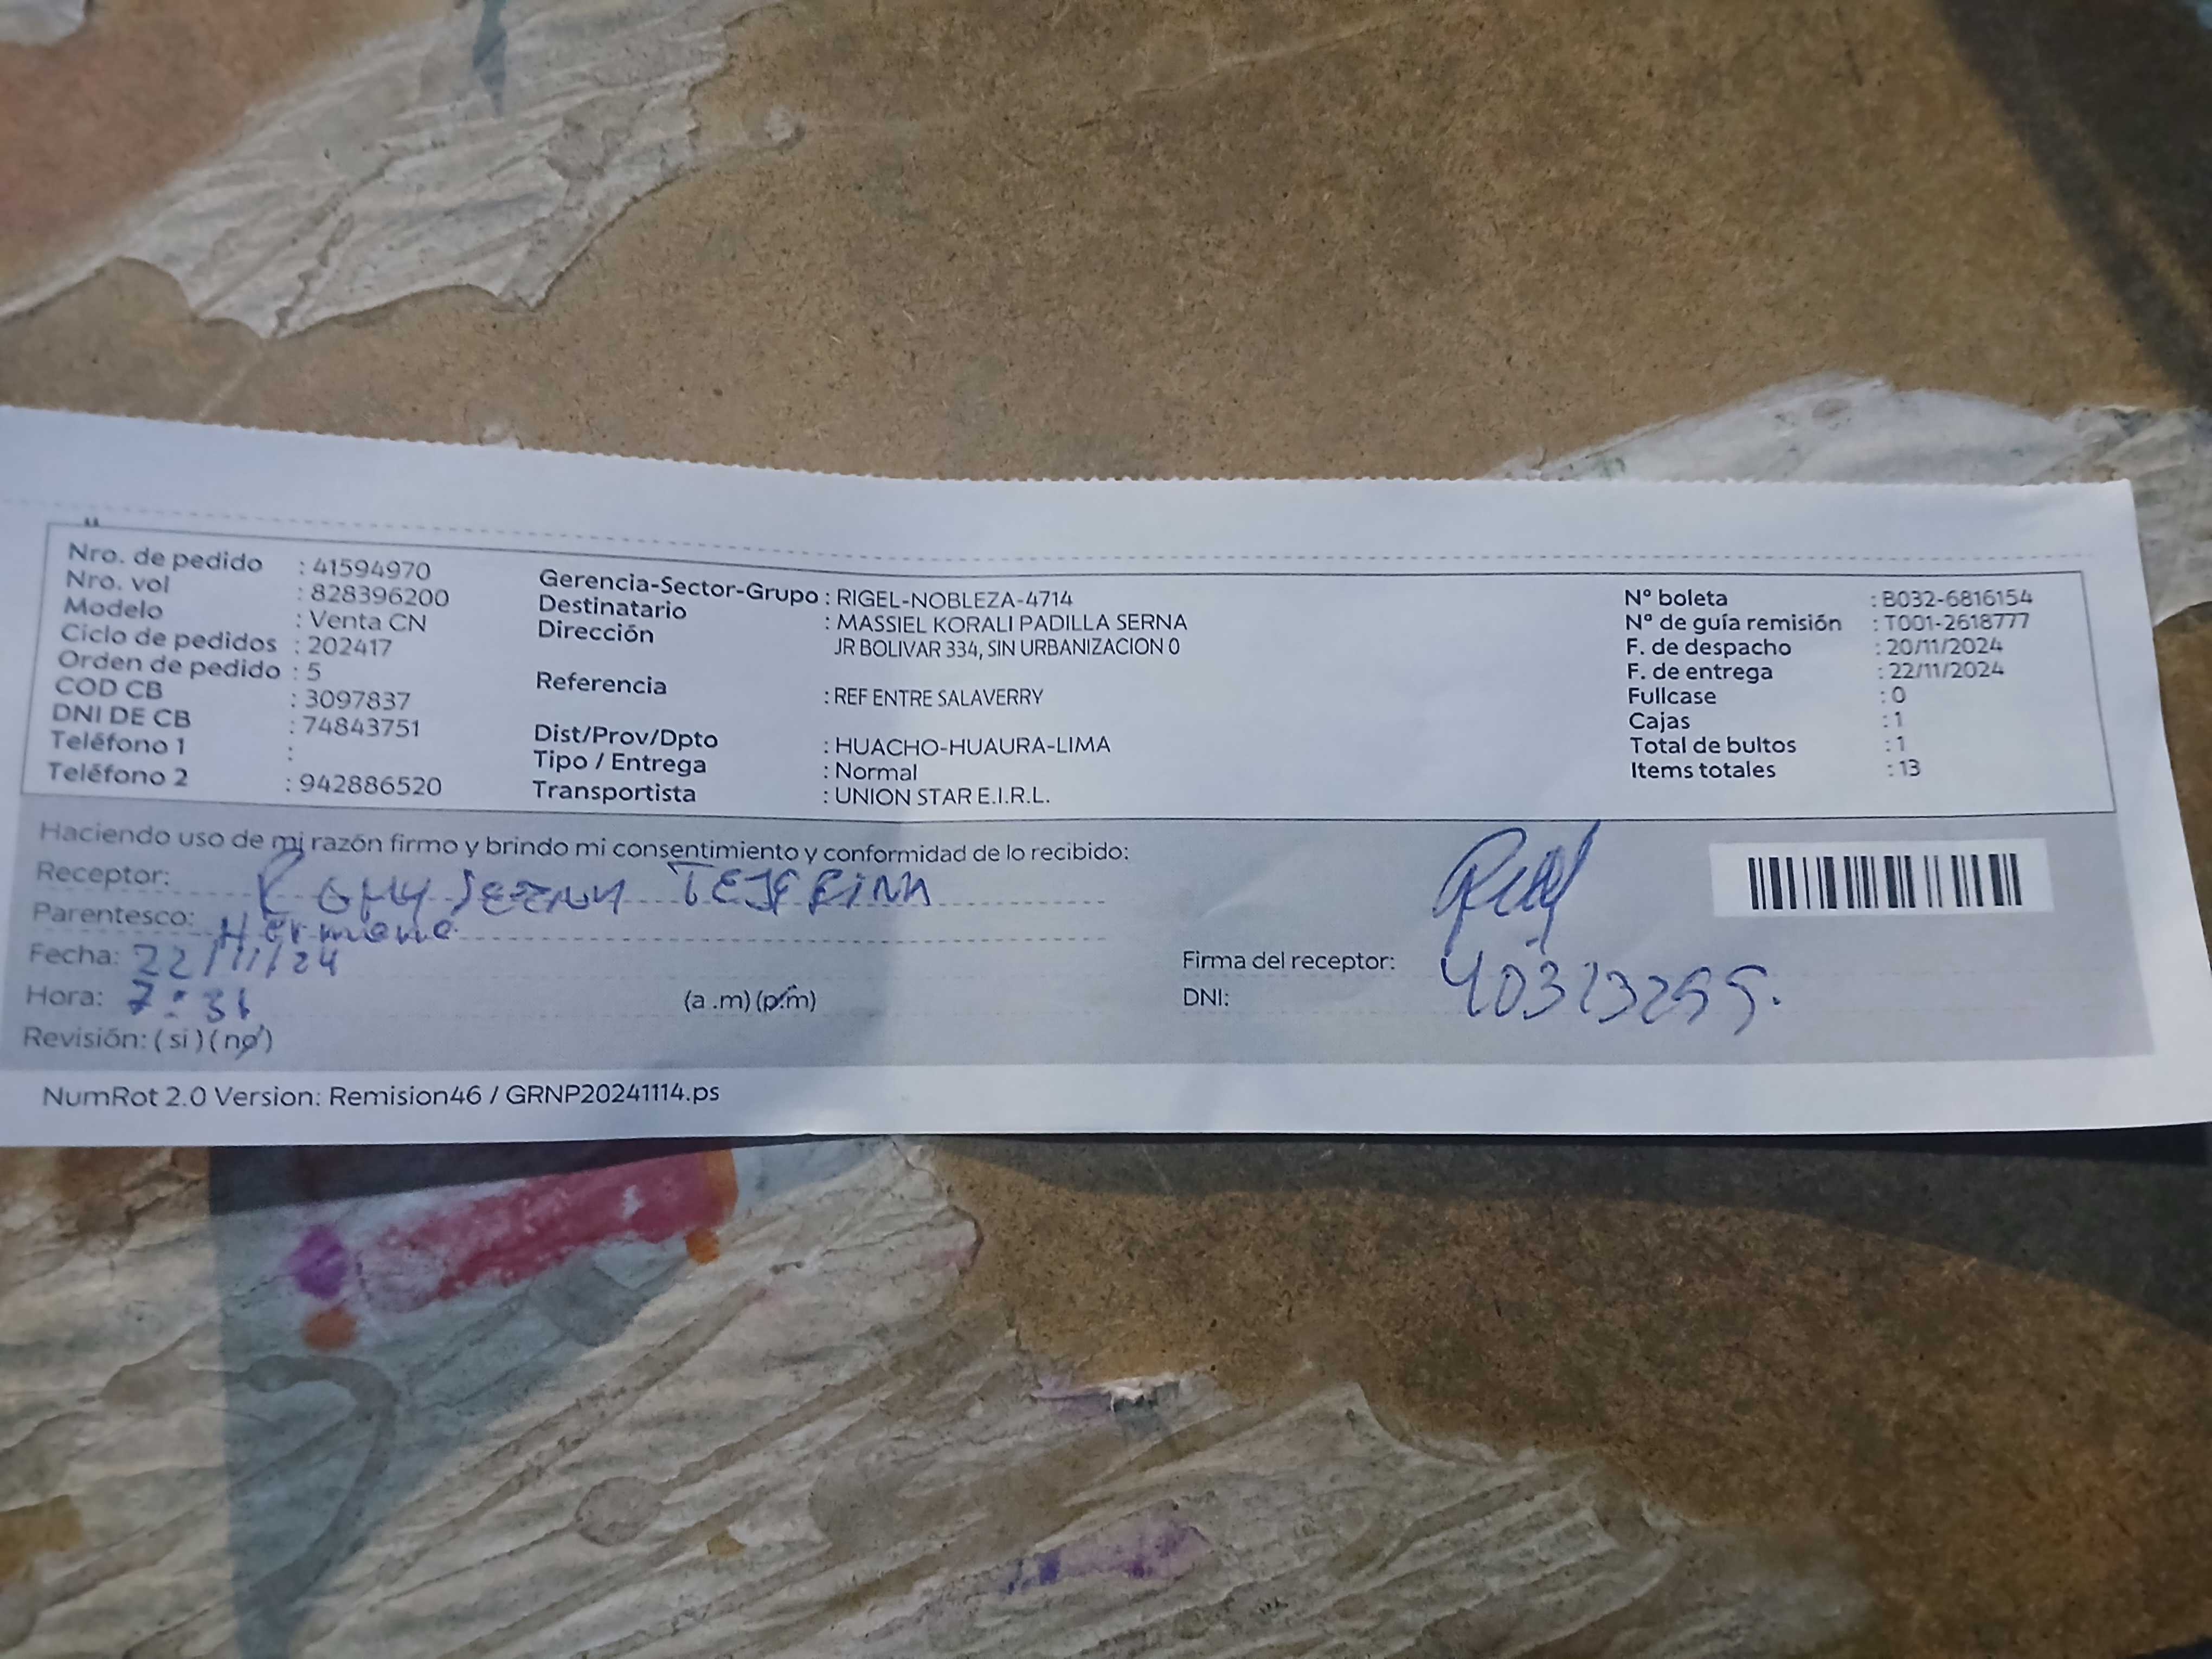 Nro. de pedido : 41594970
Nro. vol : 828396200
Modelo : Venta CN
Ciclo de pedidos : 202417
Orden de pedido : 5
COD CB : 3097837
DNI DE CB : 74843751
Teléfono 1 :
Teléfono 2 : 942886520
Gerencia-Sector-Grupo : RIGEL-NOBLEZA-4714
Destinatario : MASSIEL KORALI PADILLA SERNA
Dirección JR BOLIVAR 334, SIN URBANIZACION 0
Referencia : REF ENTRE SALAVERRY
Dist/Prov/Dpto : HUACHO-HUAURA-LIMA
Tipo / Entrega : Normal
Transportista : UNION STAR E.I.R.L.
N° boleta : B032-6816154
N° de guía remisión : T001-2618777
F. de despacho : 20/11/2024
F. de entrega : 22/11/2024
Fullcase : 0
Cajas : 1
Total de bultos : 1
Items totales : 13
Haciendo uso de mi razón firmo y brindo mi consentimiento y conformidad de lo recibido:
Receptor:
Parentesco: Hermano
Fecha: 22/11/24
Hora: 7:31 (a .m) (p.m)
Revisión: ( si ) ( no )
Firma del receptor:
DNI:
NumRot 2.0 Version: Remision46 / GRNP20241114.ps